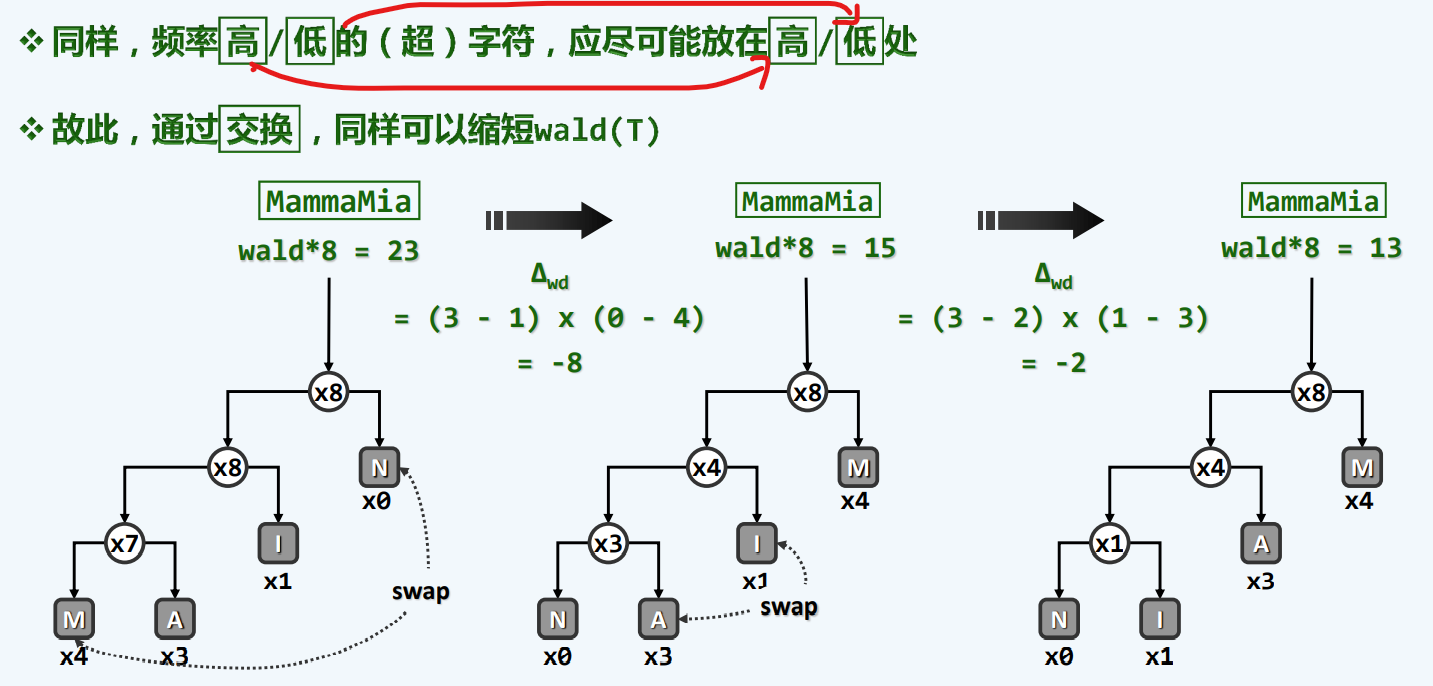 ❖ 同样，频率高/低的（超）字符，应尽可能放在高/低处
❖ 故此，通过交换，同样可以缩短wald(T)
MammaMia
wald*8 = 23
Δwd
= (3 - 1) x (0 - 4)
= -8
MammaMia
wald*8 = 15
Δwd
= (3 - 2) x (1 - 3)
= -2
MammaMia
wald*8 = 13
x8
x8
N
x0
x7
I
x1
M
A
x4
x3
swap
x8
x4
M
x4
x3
I
x1
swap
N
A
x0
x3
x8
x4
M
x4
x1
A
x3
N
I
x0
x1